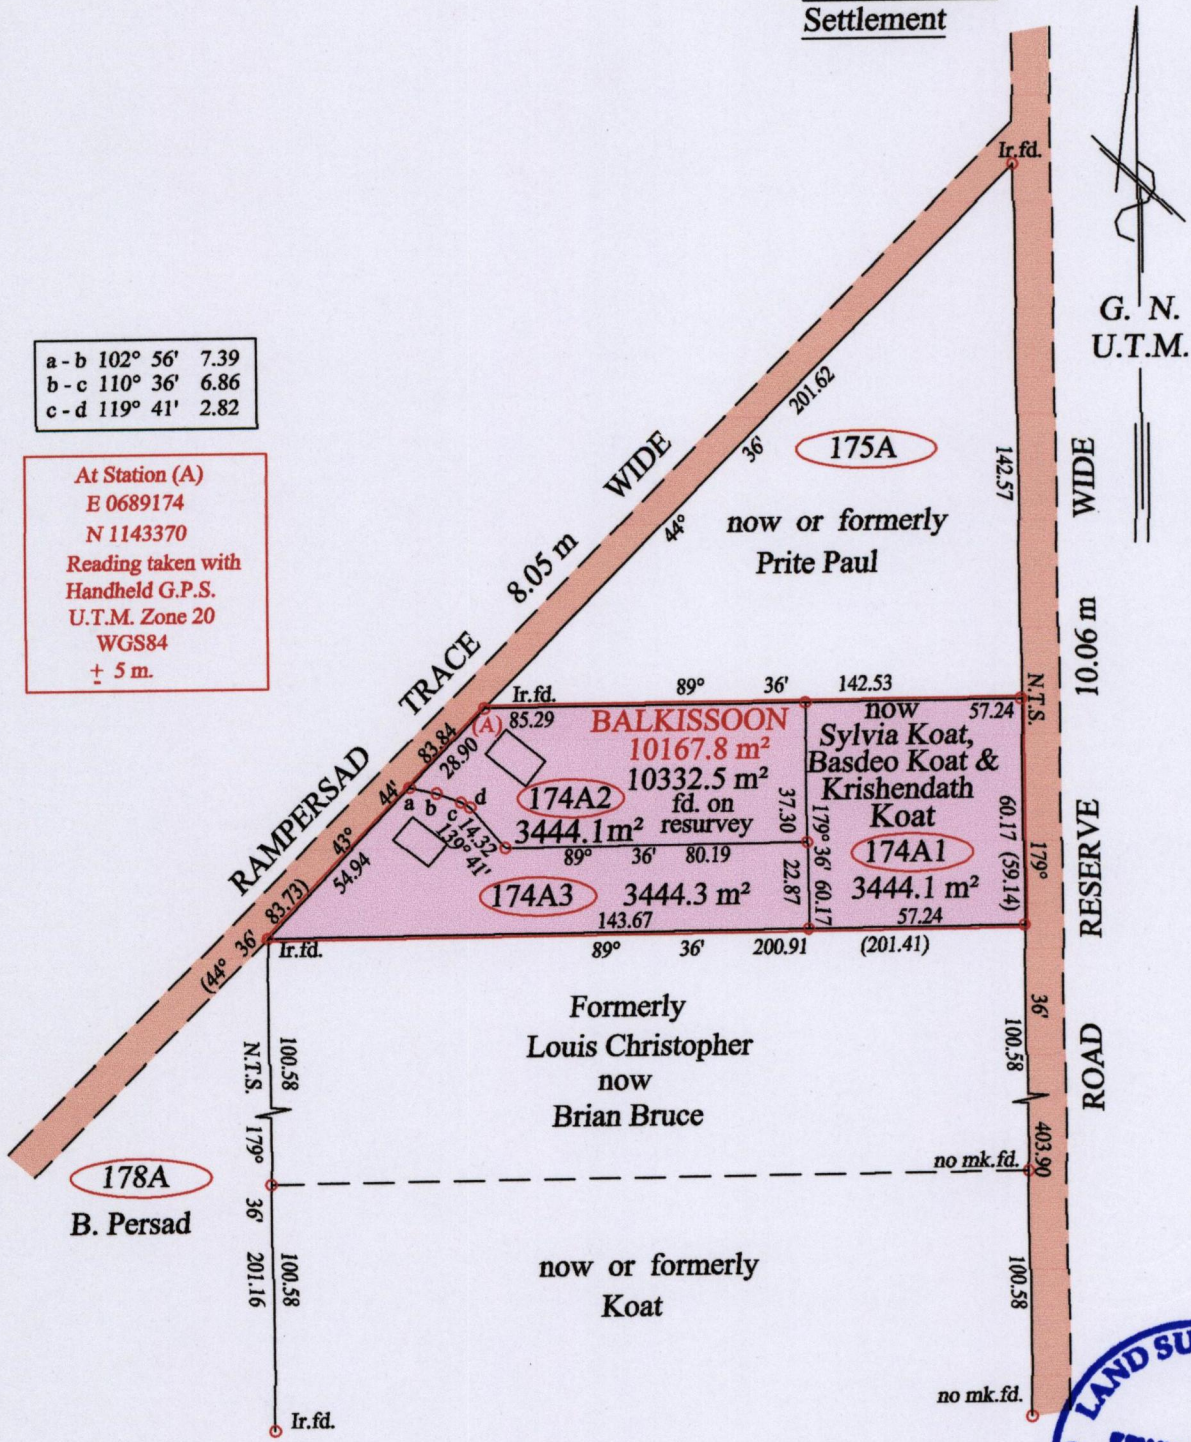 Settlement
Ir.fd.
G. N.
U.T.M.
a - b 102° 56' 7.39
b - c 110° 36' 6.86
c - d 119° 41' 2.82
At Station (A)
E 0689174
N 1143370
Reading taken with
Handheld G.P.S.
U.T.M. Zone 20
WGS84
± 5 m.
RAMPERSAD TRACE 8.05 m WIDE
44° 36' 201.62
175A
now or formerly
Prite Paul
142.57
N.T.S.
ROAD RESERVE 10.06 m WIDE
Ir.fd.
89° 36' 142.53
(A)
85.29
57.24
83.84
28.90
44'
43°
54.94
83.73)
(44° 36'
a
b
c
d
14.32
139° 41'
BALKISSOON
10167.8 m²
10332.5 m²
fd. on
resurvey
174A2
3444.1m²
89° 36' 80.19
37.30
22.87
179° 36' 60.17
now
Sylvia Koat,
Basdeo Koat &
Krishendath
Koat
174A1
3444.1 m²
57.24
60.17 (59.14)
179°
174A3 3444.3 m²
143.67
Ir.fd.
89° 36' 200.91 (201.41)
Formerly
Louis Christopher
now
Brian Bruce
100.58
N.T.S.
179° 36' 201.16
36'
100.58
403.90
no mk.fd.
178A
B. Persad
100.58
now or formerly
Koat
100.58
Ir.fd.
no mk.fd.
LAND SU